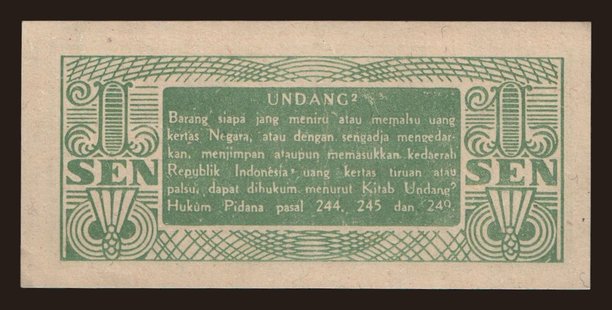 UNDANG²
Barang siapa jang meniru atau memalsu uang
kertas Negara, atau dengan sengadja mengedar-
kan, menjimpan ataupun memasukkan kedaerah
Republik Indonesia, uang kertas tiruan atau
palsu, dapat dihukum menurut Kitab Undang²
Hukum Pidana pasal 244, 245 dan 249.
1 SEN
1 SEN